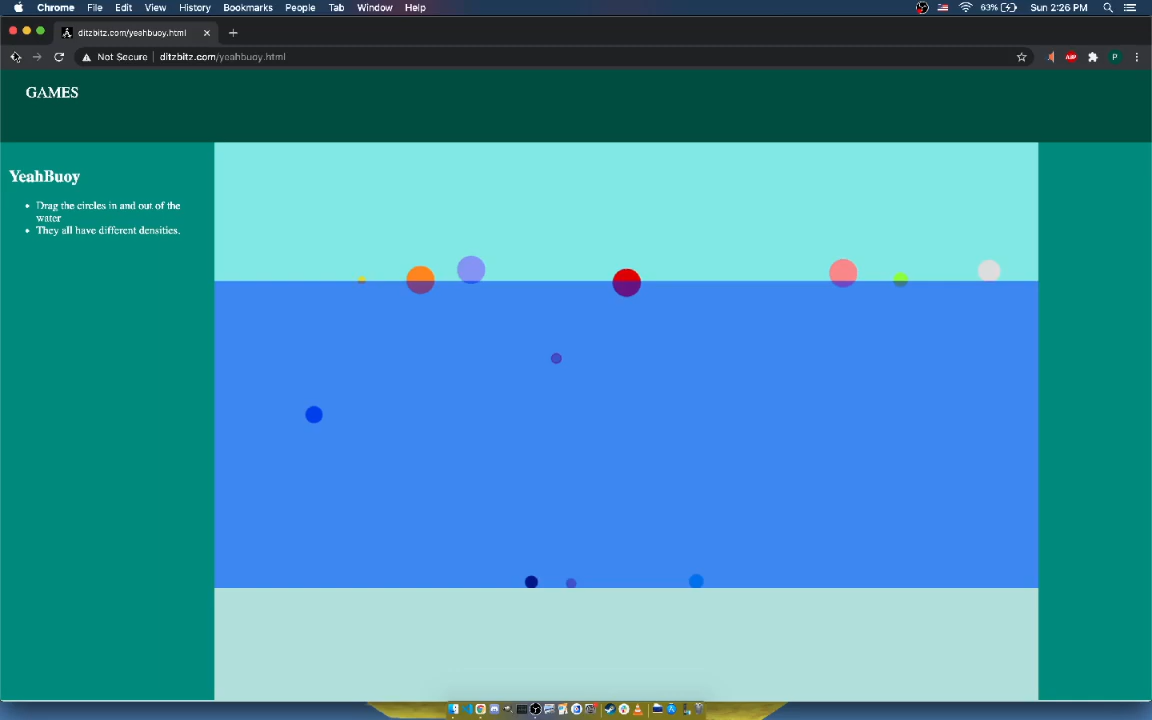 Chrome File Edit View History Bookmarks People Tab Window Help 63% Sun 2:26 PM
ditzbitz.com/yeahbuoy.html
Not Secure ditzbitz.com/yeahbuoy.html ABP P
GAMES
YeahBuoy
• Drag the circles in and out of the
water
• They all have different densities.